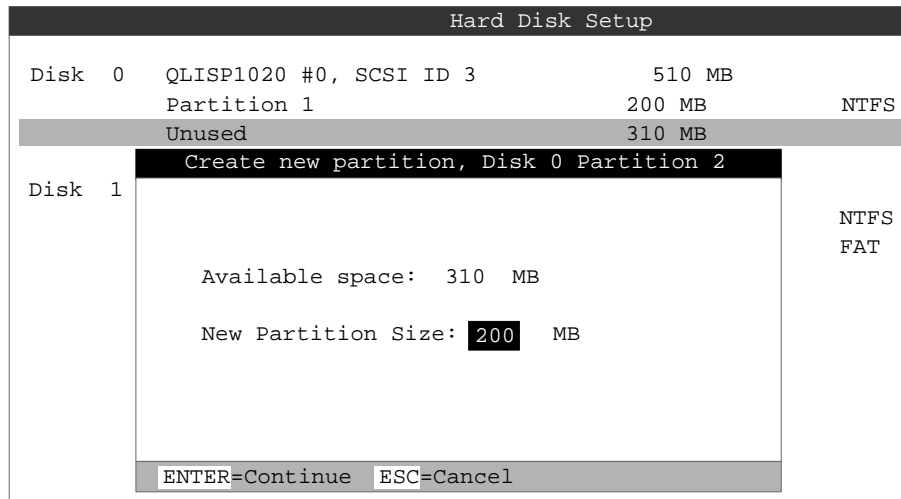 Hard Disk Setup
Disk 0 QLISP1020 #0, SCSI ID 3 510 MB
Partition 1 200 MB NTFS
Unused 310 MB
Create new partition, Disk 0 Partition 2
Disk 1
NTFS
FAT
Available space: 310 MB
New Partition Size: 200 MB
ENTER=Continue ESC=Cancel